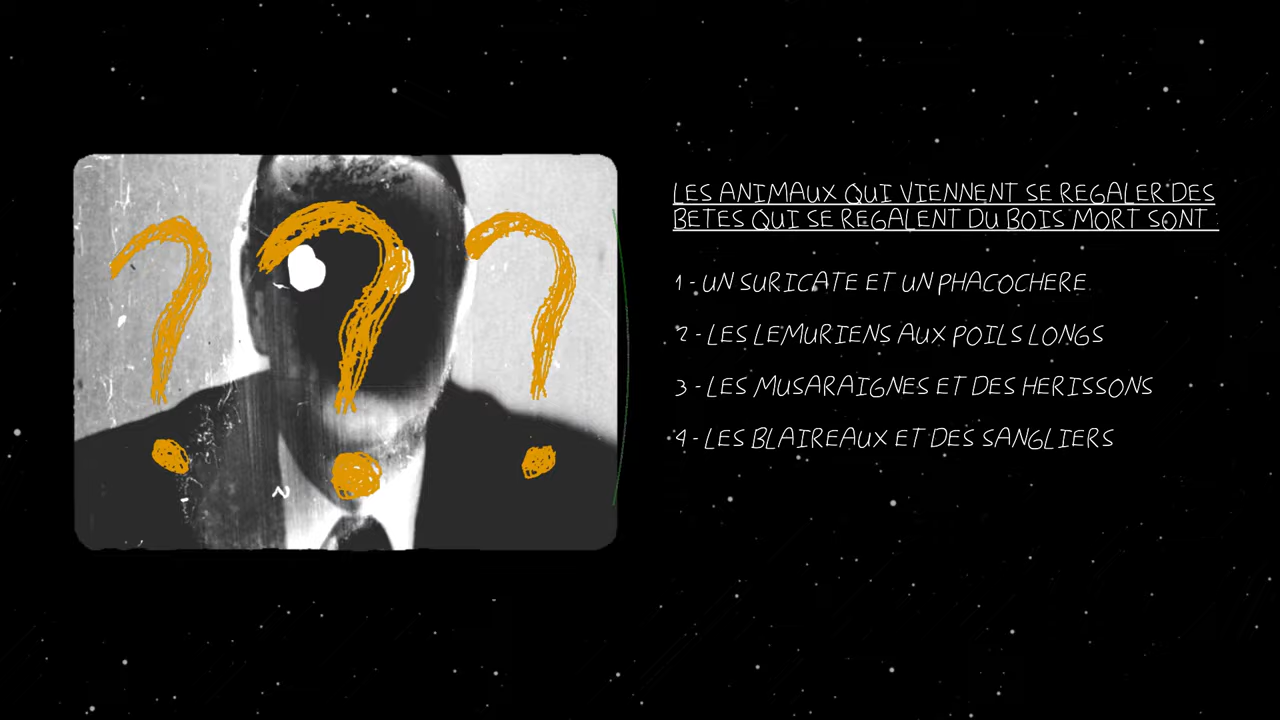 LES ANIMAUX QUI VIENNENT SE REGALER DES
BETES QUI SE REGALENT DU BOIS MORT SONT :
1 - UN SURICATE ET UN PHACOCHERE
2 - LES LEMURIENS AUX POILS LONGS
3 - LES MUSARAIGNES ET DES HERISSONS
4 - LES BLAIREAUX ET DES SANGLIERS
? ? ?